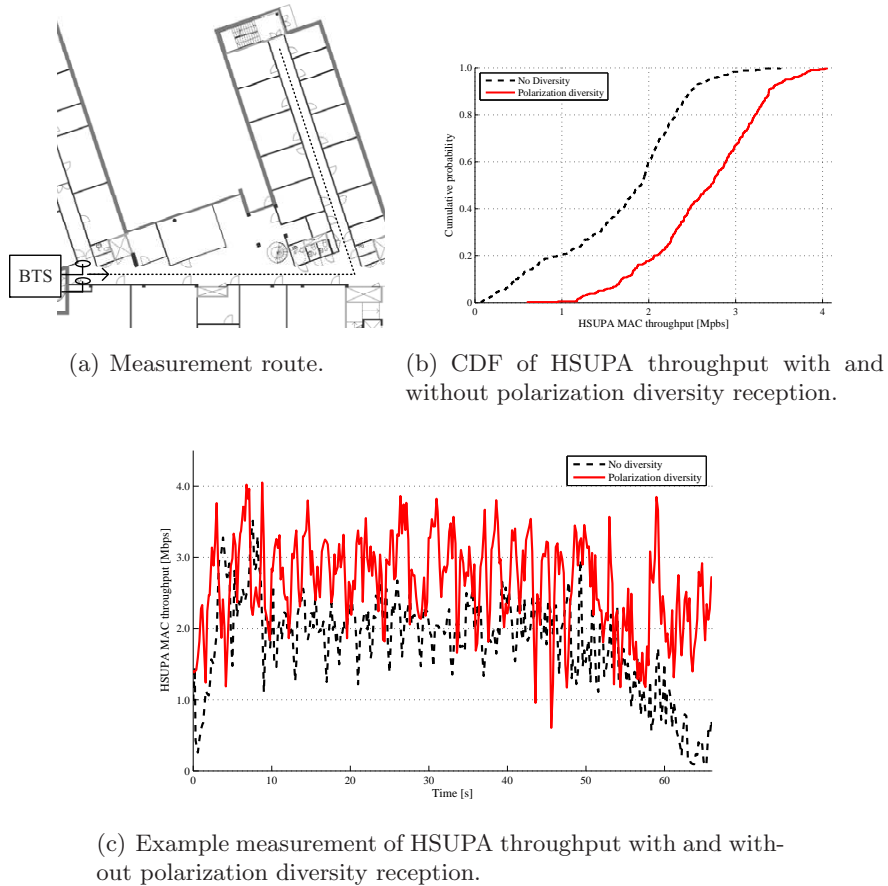 BTS
(a) Measurement route.
1.0
0.8
0.6
0.4
0.2
0
1
2
3
4
Cumulative probability
HSUPA MAC throughput [Mpbs]
No Diversity
Polarization diversity
(b) CDF of HSUPA throughput with and
without polarization diversity reception.
4.0
3.0
2.0
1.0
0
0
10
20
30
40
50
60
HSUPA MAC throughput [Mbps]
Time [s]
No diversity
Polarization diversity
(c) Example measurement of HSUPA throughput with and with-
out polarization diversity reception.